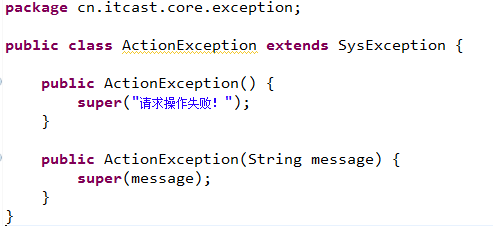 package cn.itcast.core.exception;
public class ActionException extends SysException {
public ActionException() {
super("请求操作失败！");
}
public ActionException(String message) {
super(message);
}
}